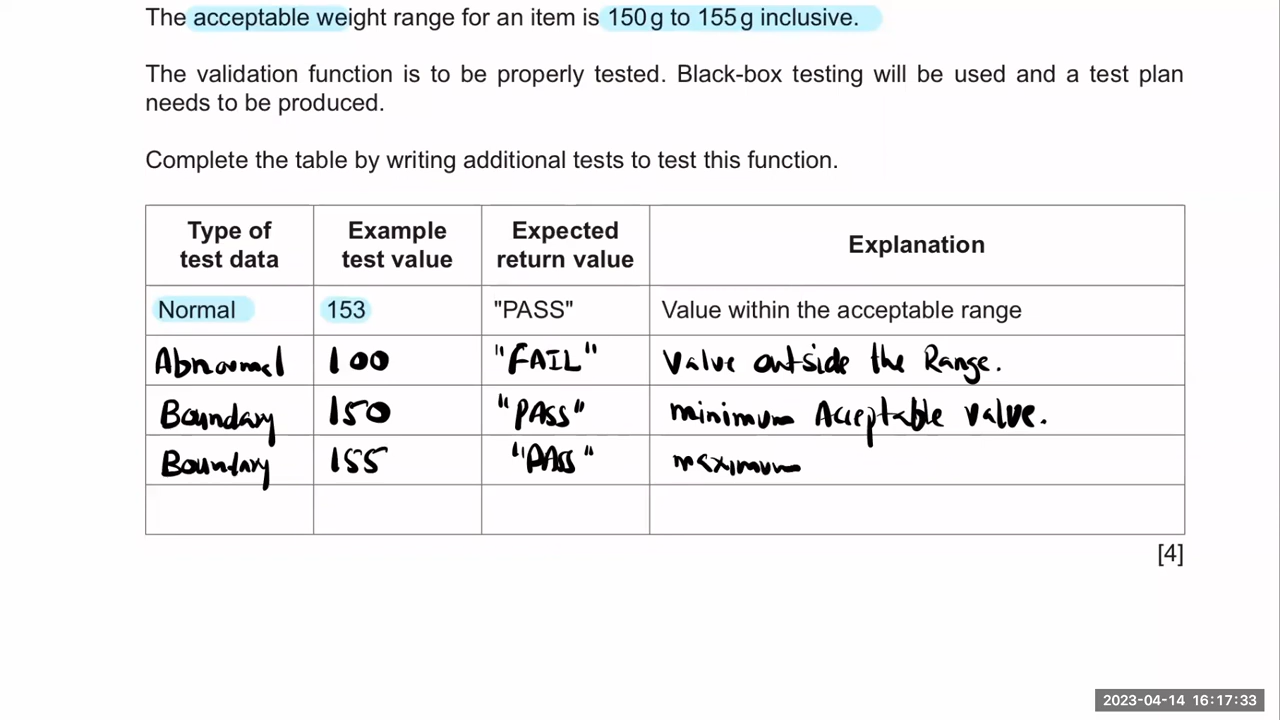 The acceptable weight range for an item is 150 g to 155 g inclusive.
The validation function is to be properly tested. Black-box testing will be used and a test plan
needs to be produced.
Complete the table by writing additional tests to test this function.
Type of test data Example test value Expected return value Explanation
Normal 153 "PASS" Value within the acceptable range
Abnormal 100 "FAIL" Value outside the Range.
Boundary 150 "PASS" minimum Acceptable value.
Boundary 155 "PASS" maximum
[4]
2023-04-14 16:17:33